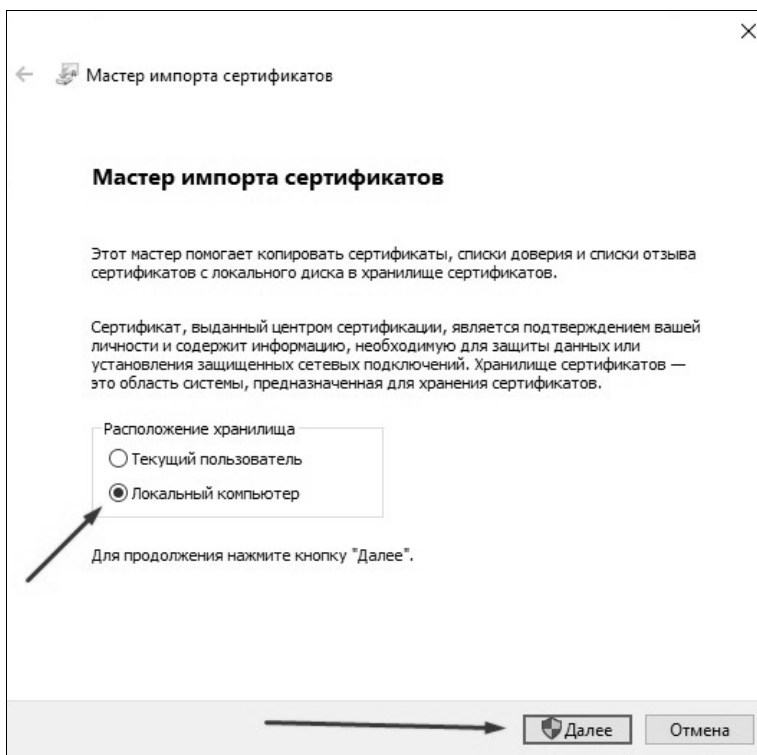 Мастер импорта сертификатов
Мастер импорта сертификатов
Этот мастер помогает копировать сертификаты, списки доверия и списки отзыва
сертификатов с локального диска в хранилище сертификатов.
Сертификат, выданный центром сертификации, является подтверждением вашей
личности и содержит информацию, необходимую для защиты данных или
установления защищенных сетевых подключений. Хранилище сертификатов —
это область системы, предназначенная для хранения сертификатов.
Расположение хранилища
Текущий пользователь
Локальный компьютер
Для продолжения нажмите кнопку "Далее".
Далее Отмена